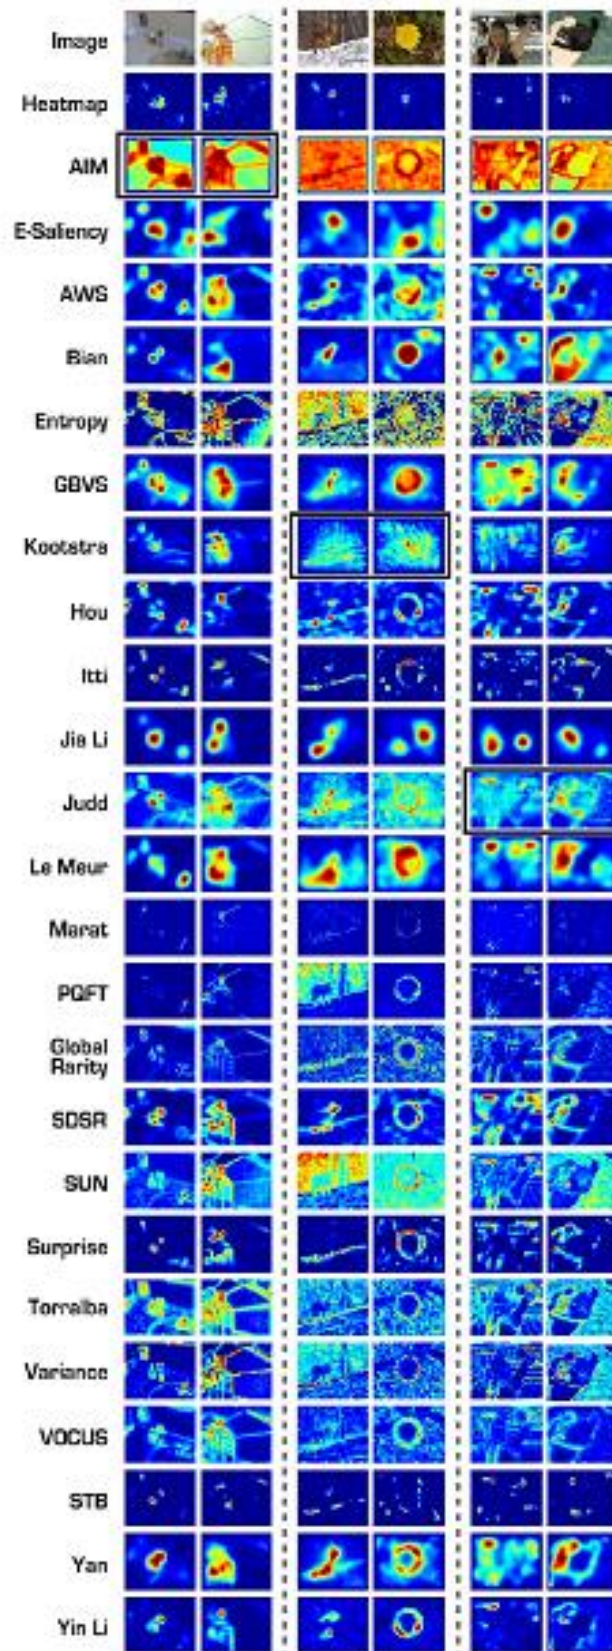 Image
Heatmap
AIM
E-Saliency
AWS
Bian
Entropy
GBVS
Kootstra
Hou
Itti
Jia Li
Judd
Le Meur
Marat
PQFT
Global
Rarity
SDSR
SUN
Surprise
Torralba
Variance
VOCUS
STB
Yan
Yin Li